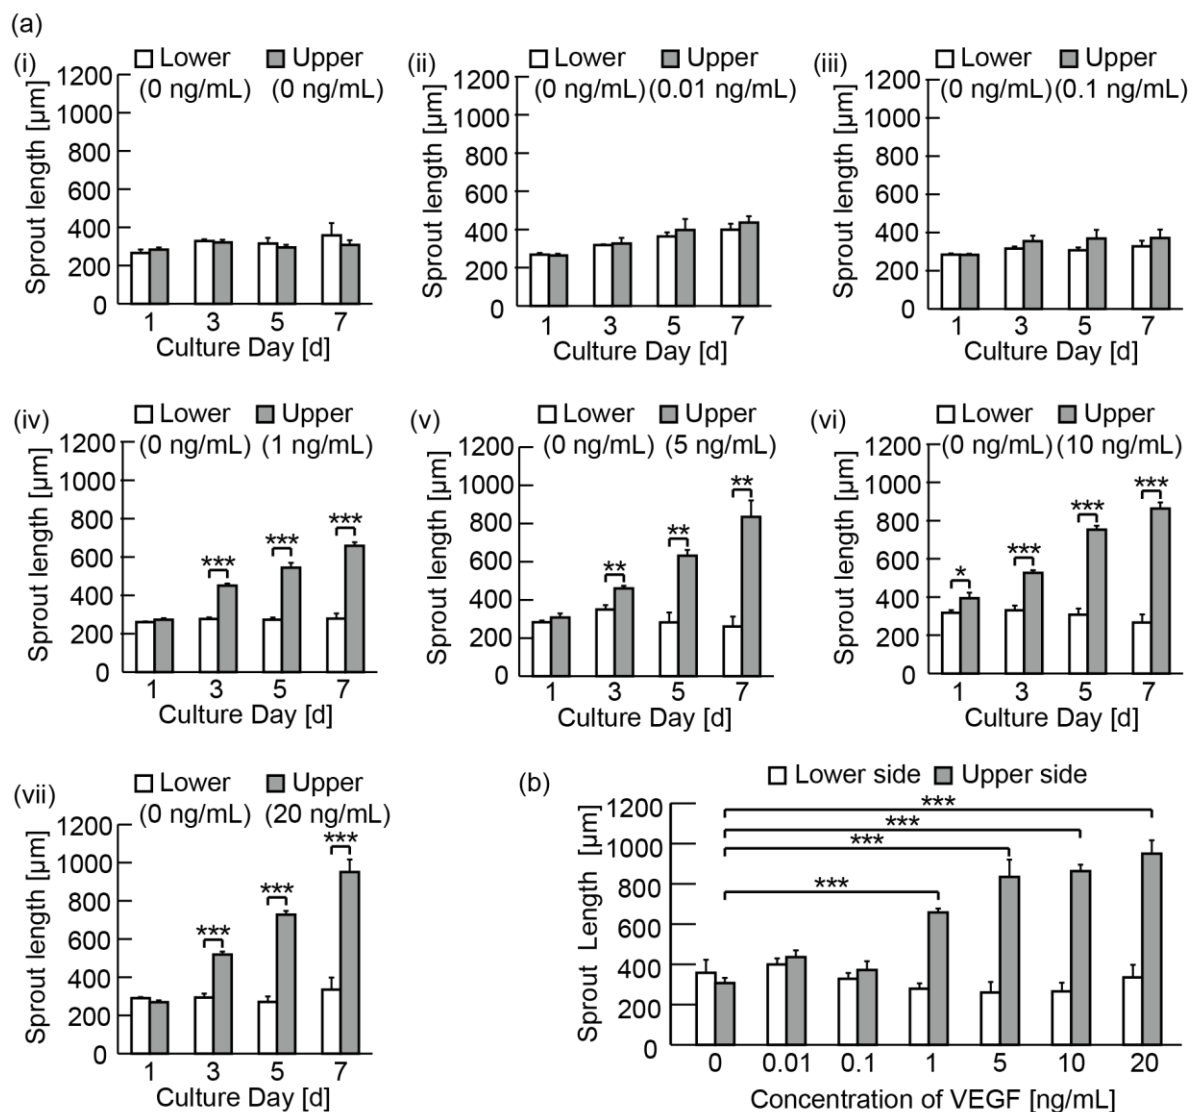 (a)
(i)
Lower Upper
(0 ng/mL) (0 ng/mL)
Sprout length [µm]
1200
1000
800
600
400
200
0
1 3 5 7
Culture Day [d]
(ii)
Lower Upper
(0 ng/mL) (0.01 ng/mL)
Sprout length [µm]
1200
1000
800
600
400
200
0
1 3 5 7
Culture Day [d]
(iii)
Lower Upper
(0 ng/mL) (0.1 ng/mL)
Sprout length [µm]
1200
1000
800
600
400
200
0
1 3 5 7
Culture Day [d]
(iv)
Lower Upper
(0 ng/mL) (1 ng/mL)
Sprout length [µm]
1200
1000
800
600
400
200
0
*** *** ***
1 3 5 7
Culture Day [d]
(v)
Lower Upper
(0 ng/mL) (5 ng/mL)
Sprout length [µm]
1200
1000
800
600
400
200
0
** ** **
1 3 5 7
Culture Day [d]
(vi)
Lower Upper
(0 ng/mL) (10 ng/mL)
Sprout length [µm]
1200
1000
800
600
400
200
0
* *** *** ***
1 3 5 7
Culture Day [d]
(vii)
Lower Upper
(0 ng/mL) (20 ng/mL)
Sprout length [µm]
1200
1000
800
600
400
200
0
*** *** ***
1 3 5 7
Culture Day [d]
(b)
Lower side Upper side
Sprout Length [µm]
1200
1000
800
600
400
200
0
***
***
***
***
0 0.01 0.1 1 5 10 20
Concentration of VEGF [ng/mL]